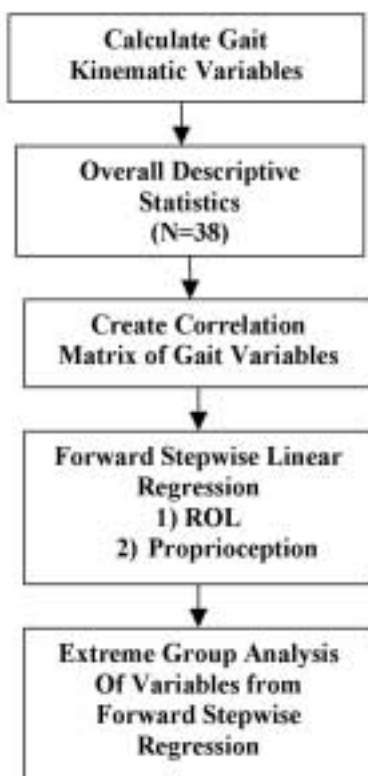 Calculate Gait
Kinematic Variables
Overall Descriptive
Statistics
(N=38)
Create Correlation
Matrix of Gait Variables
Forward Stepwise Linear
Regression
1) ROL
2) Proprioception
Extreme Group Analysis
Of Variables from
Forward Stepwise
Regression